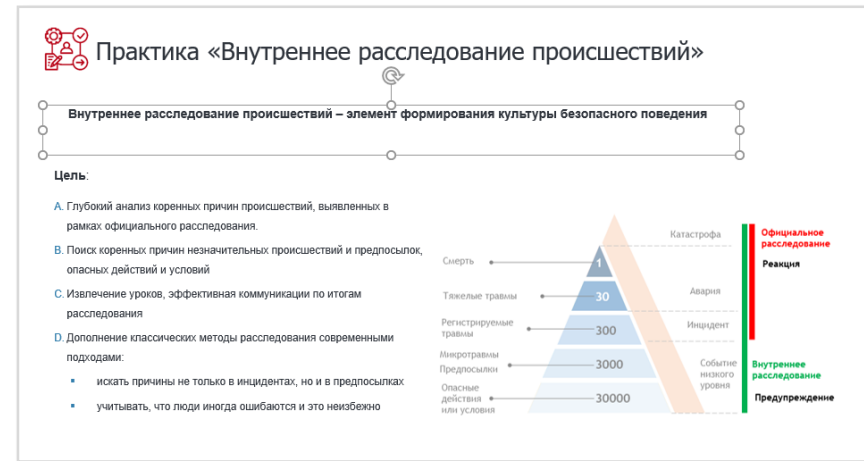 Практика «Внутреннее расследование происшествий»
Внутреннее расследование происшествий – элемент формирования культуры безопасного поведения
Цель:
A. Глубокий анализ коренных причин происшествий, выявленных в
рамках официального расследования.
B. Поиск коренных причин незначительных происшествий и предпосылок,
опасных действий и условий
C. Извлечение уроков, эффективная коммуникации по итогам
расследования
D. Дополнение классических методы расследования современными
подходами:
▪ искать причины не только в инцидентах, но и в предпосылках
▪ учитывать, что люди иногда ошибаются и это неизбежно
Смерть
1
Тяжелые травмы
30
Регистрируемые
травмы
300
Микротравмы
Предпосылки
3000
Опасные
действия
или условия
30000
Катастрофа
Авария
Инцидент
Событие
низкого
уровня
Официальное
расследование
Реакция
Внутреннее
расследование
Предупреждение